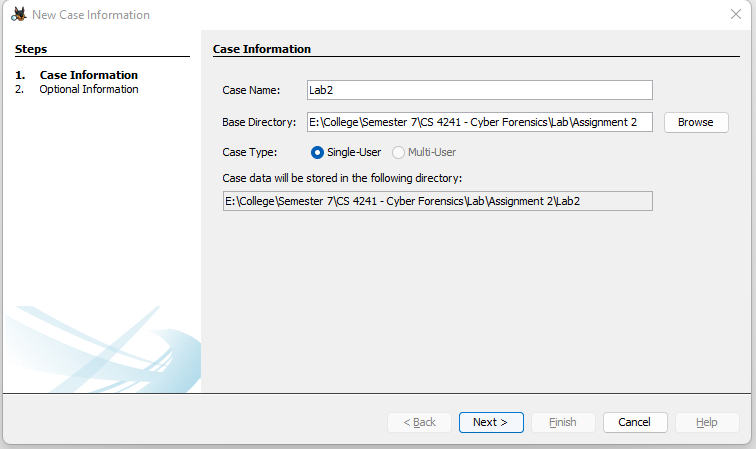 New Case Information
Steps
1. Case Information
2. Optional Information
Case Information
Case Name: Lab2
Base Directory: E:\College\Semester 7\CS 4241 - Cyber Forensics\Lab\Assignment 2 Browse
Case Type: Single-User Multi-User
Case data will be stored in the following directory:
E:\College\Semester 7\CS 4241 - Cyber Forensics\Lab\Assignment 2\Lab2
< Back Next > Finish Cancel Help